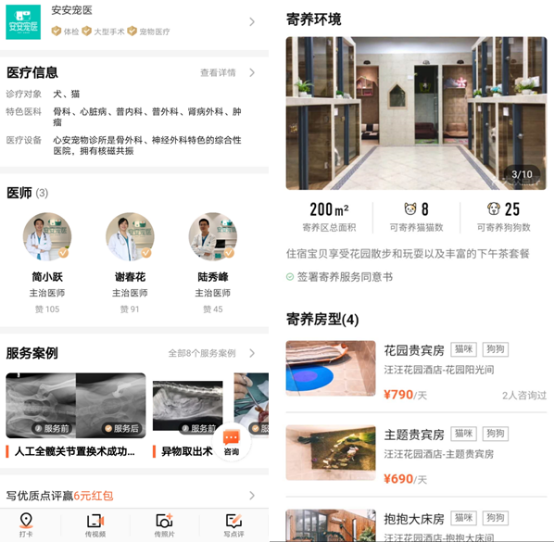 安安宠医
安安宠医
体检 大型手术 宠物医疗
医疗信息
查看详情
诊疗对象 犬、猫
特色医科 骨科、心脏病、普内科、普外科、肾病外科、肿
瘤
医疗设备 心安宠物诊所是骨外科、神经外科特色的综合性
医院，拥有核磁共振
医师 (3)
简小跃
主治医师
赞 105
谢春花
主治医师
赞 91
陆秀峰
主治医师
赞 45
服务案例
全部8个服务案例
服务前 服务后
服务前
人工全髋关节置换术成功...
异物取出术
咨询
写优质点评赢6元红包
打卡
传视频
传照片
写点评
寄养环境
3/10
200m²
寄养区总面积
8
可寄养猫猫数
25
可寄养狗狗数
住宿宝贝享受花园散步和玩耍以及丰富的下午茶套餐
签署寄养服务同意书
寄养房型(4)
花园贵宾房 猫咪 狗狗
汪汪花园酒店-花园阳光间
¥790/天
2人咨询过
主题贵宾房 猫咪 狗狗
汪汪花园酒店-主题贵宾房
¥690/天
抱抱大床房 猫咪 狗狗